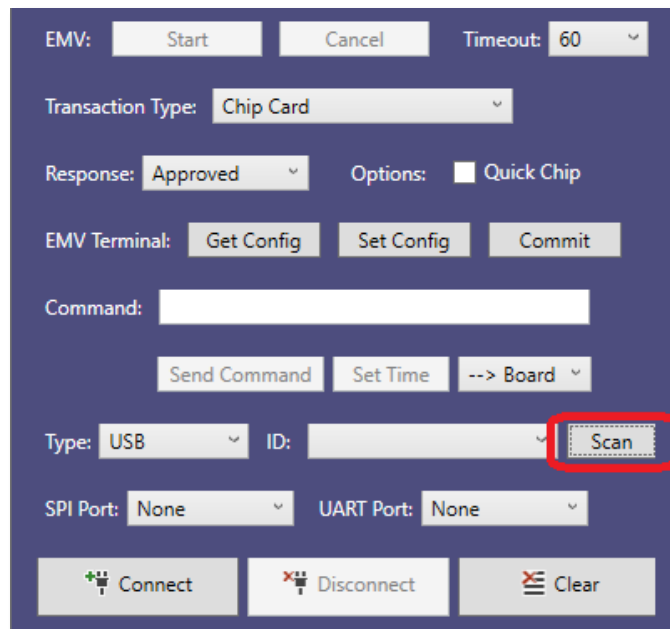 EMV: Start Cancel Timeout: 60
Transaction Type: Chip Card
Response: Approved Options: Quick Chip
EMV Terminal: Get Config Set Config Commit
Command:
Send Command Set Time --> Board
Type: USB ID: Scan
SPI Port: None UART Port: None
Connect Disconnect Clear